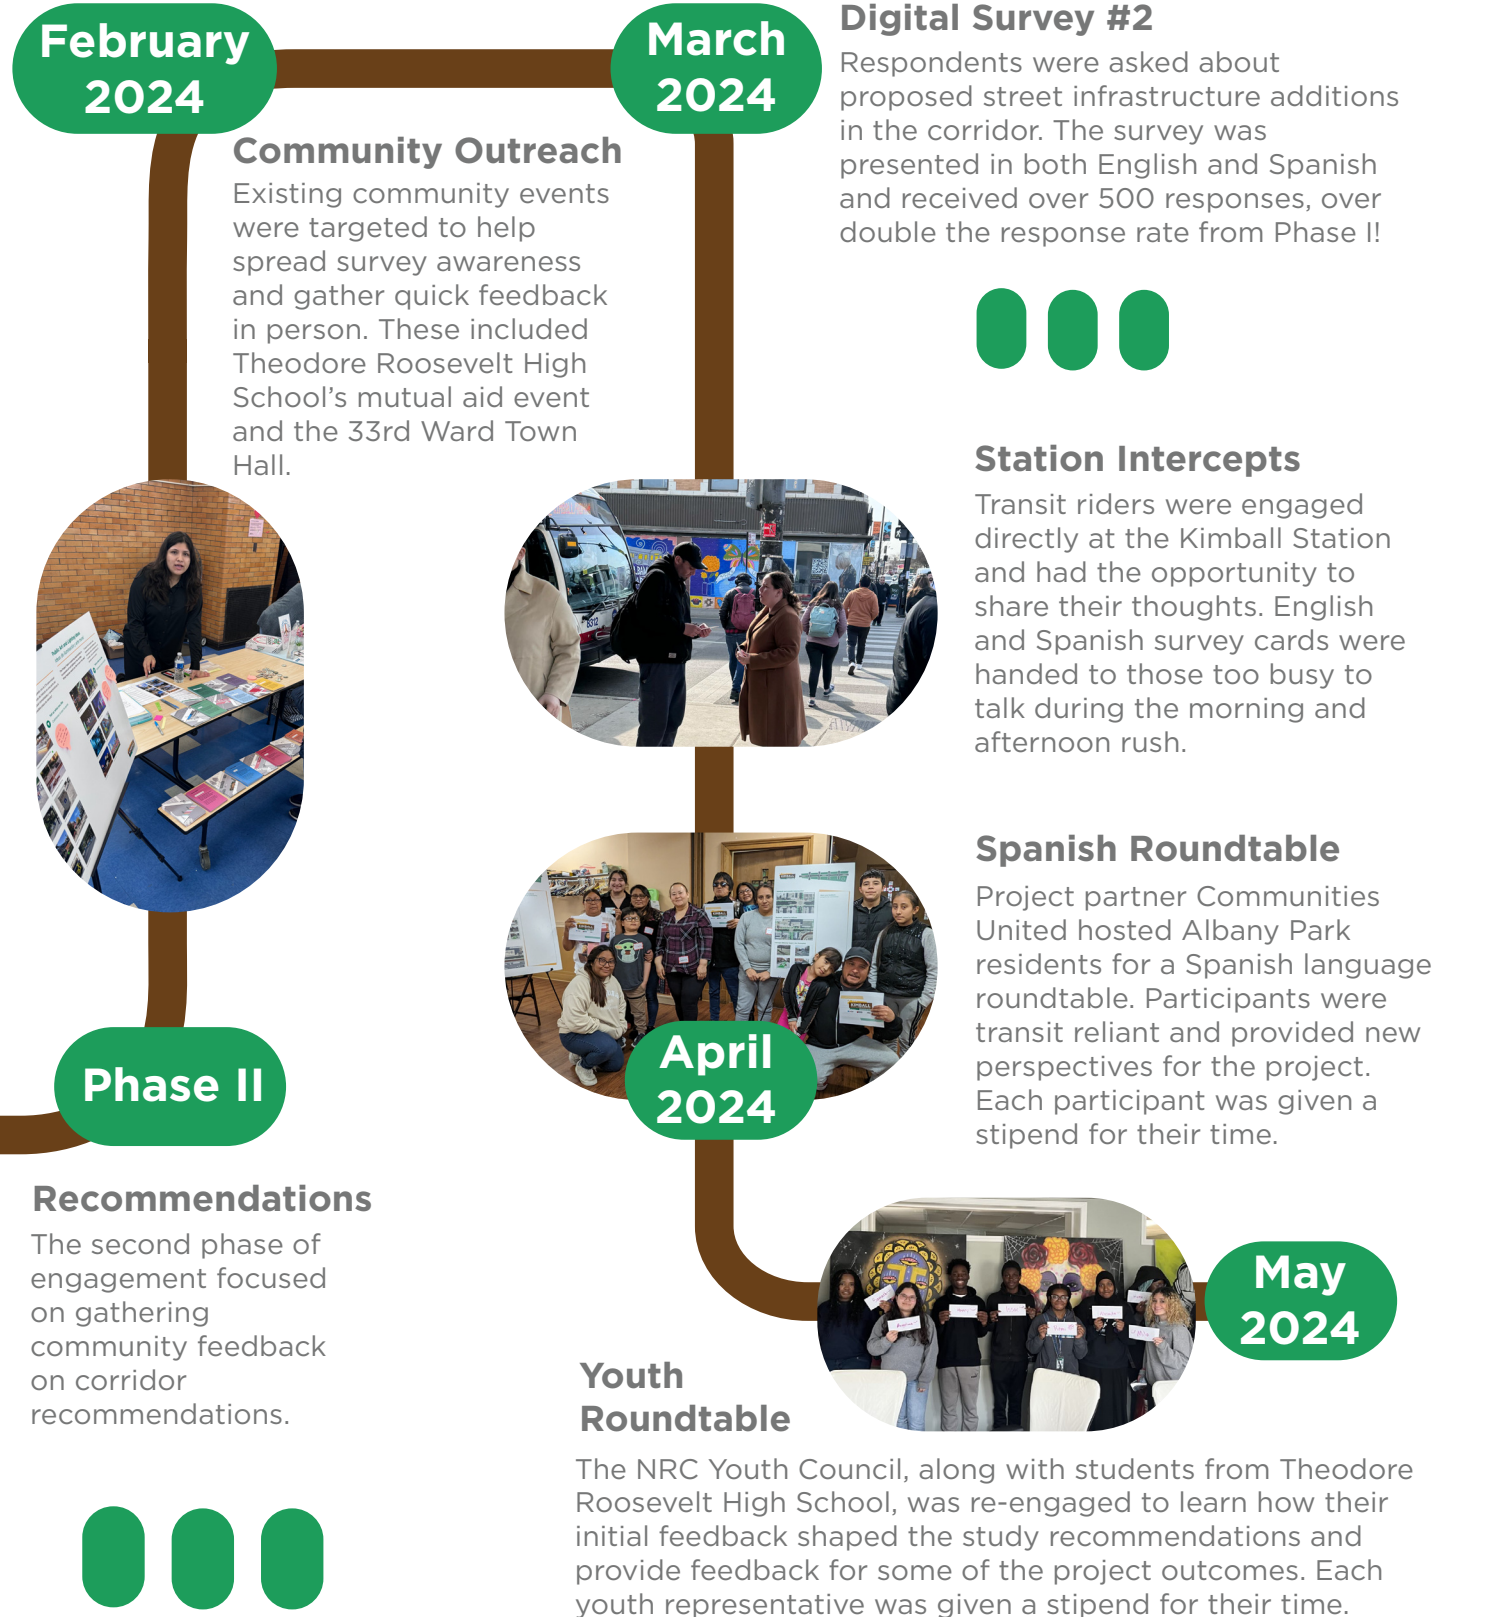 February
2024
Community Outreach
Existing community events
were targeted to help
spread survey awareness
and gather quick feedback
in person. These included
Theodore Roosevelt High
School’s mutual aid event
and the 33rd Ward Town
Hall.
Phase II
Recommendations
The second phase of
engagement focused
on gathering
community feedback
on corridor
recommendations.
March
2024
Digital Survey #2
Respondents were asked about
proposed street infrastructure additions
in the corridor. The survey was
presented in both English and Spanish
and received over 500 responses, over
double the response rate from Phase I!
8312
Station Intercepts
Transit riders were engaged
directly at the Kimball Station
and had the opportunity to
share their thoughts. English
and Spanish survey cards were
handed to those too busy to
talk during the morning and
afternoon rush.
KIMBALL
April
2024
Spanish Roundtable
Project partner Communities
United hosted Albany Park
residents for a Spanish language
roundtable. Participants were
transit reliant and provided new
perspectives for the project.
Each participant was given a
stipend for their time.
May
2024
Youth
Roundtable
The NRC Youth Council, along with students from Theodore
Roosevelt High School, was re-engaged to learn how their
initial feedback shaped the study recommendations and
provide feedback for some of the project outcomes. Each
youth representative was given a stipend for their time.